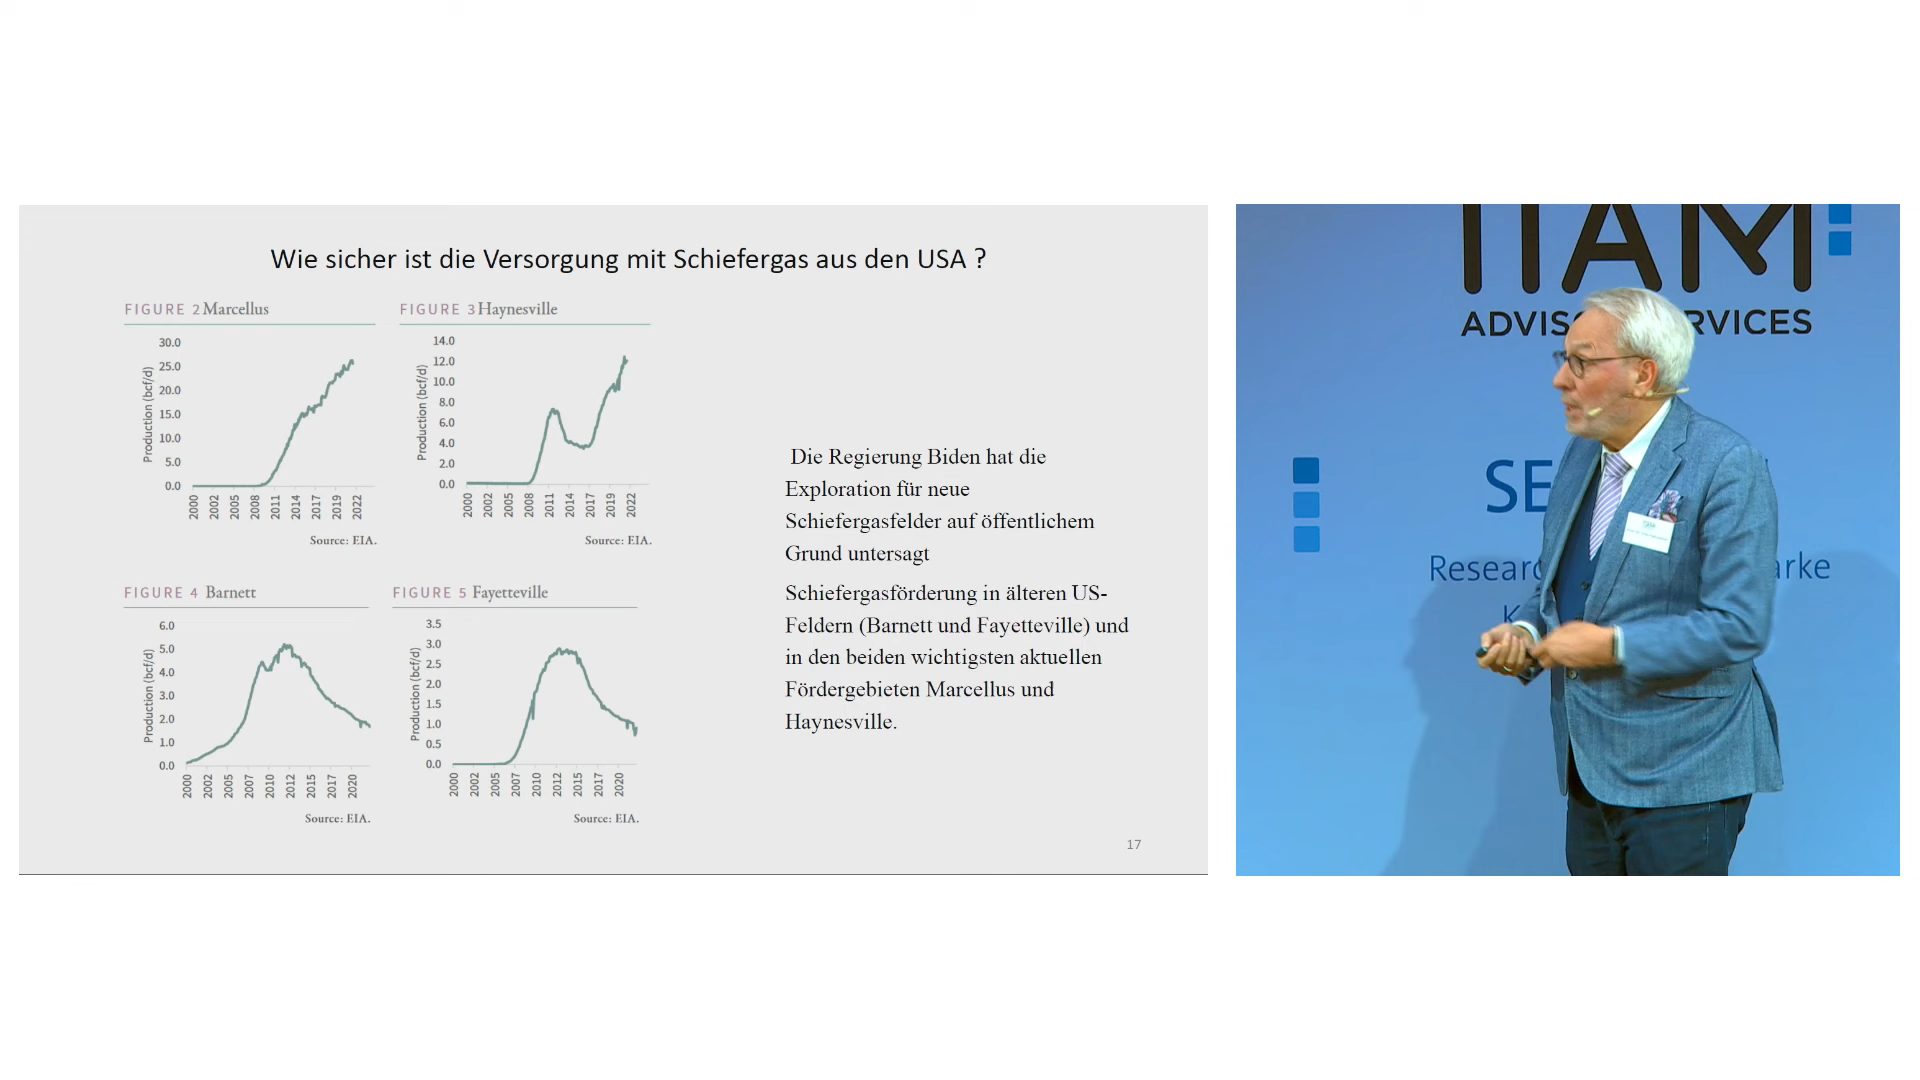 Wie sicher ist die Versorgung mit Schiefergas aus den USA ?
FIGURE 2 Marcellus
Production (bcf/d)
30.0
25.0
20.0
15.0
10.0
5.0
0.0
2000 2002 2005 2008 2011 2014 2017 2019 2022
Source: EIA.
FIGURE 3 Haynesville
Production (bcf/d)
14.0
12.0
10.0
8.0
6.0
4.0
2.0
0.0
2000 2002 2005 2008 2011 2014 2017 2019 2022
Source: EIA.
FIGURE 4 Barnett
Production (bcf/d)
6.0
5.0
4.0
3.0
2.0
1.0
0.0
2000 2002 2005 2007 2010 2012 2015 2017 2020
Source: EIA.
FIGURE 5 Fayetteville
Production (bcf/d)
3.5
3.0
2.5
2.0
1.5
1.0
0.5
0.0
2000 2002 2005 2007 2010 2012 2015 2017 2020
Source: EIA.
Die Regierung Biden hat die
Exploration für neue
Schiefergasfelder auf öffentlichem
Grund untersagt
Schiefergasförderung in älteren US-
Feldern (Barnett und Fayetteville) und
in den beiden wichtigsten aktuellen
Fördergebieten Marcellus und
Haynesville.
17
ADVIS RVICES
SE
Researc arke
K